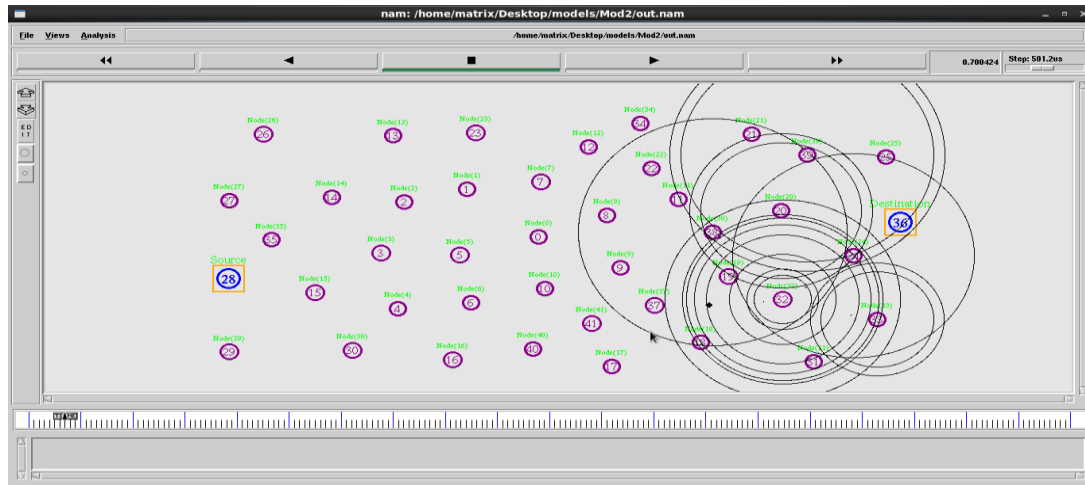 nam: /home/matrix/Desktop/models/Mod2/out.nam
File Views Analysis /home/matrix/Desktop/models/Mod2/out.nam
0.700424 Step: 501.2us
E D
I T
Node(34)
34
Node(26)
26
Node(13)
13
Node(23)
23
Node(12)
12
Node(21)
21
Node(25)
25
Node(22)
22
Node(7)
7
Node(1)
1
Node(14)
14
Node(2)
2
Node(27)
27
Node(8)
8
Node(20)
20
Destination
36
Node(35)
35
Node(0)
0
Node(3)
3
Node(5)
5
Source
28
Node(9)
9
Node(15)
15
Node(10)
10
Node(6)
6
Node(4)
4
37
32
Node(41)
41
Node(29)
29
30
Node(16)
16
Node(40)
40
Node(17)
17
31